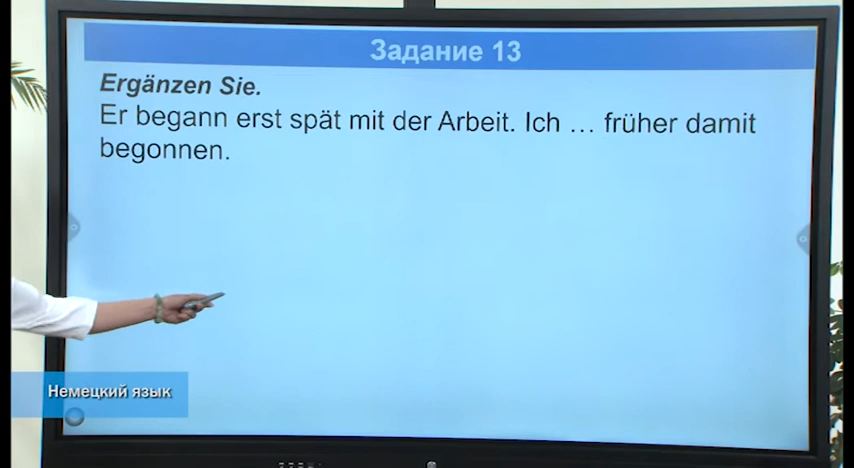 Задание 13
Ergänzen Sie.
Er begann erst spät mit der Arbeit. Ich … früher damit
begonnen.
Немецкий язык